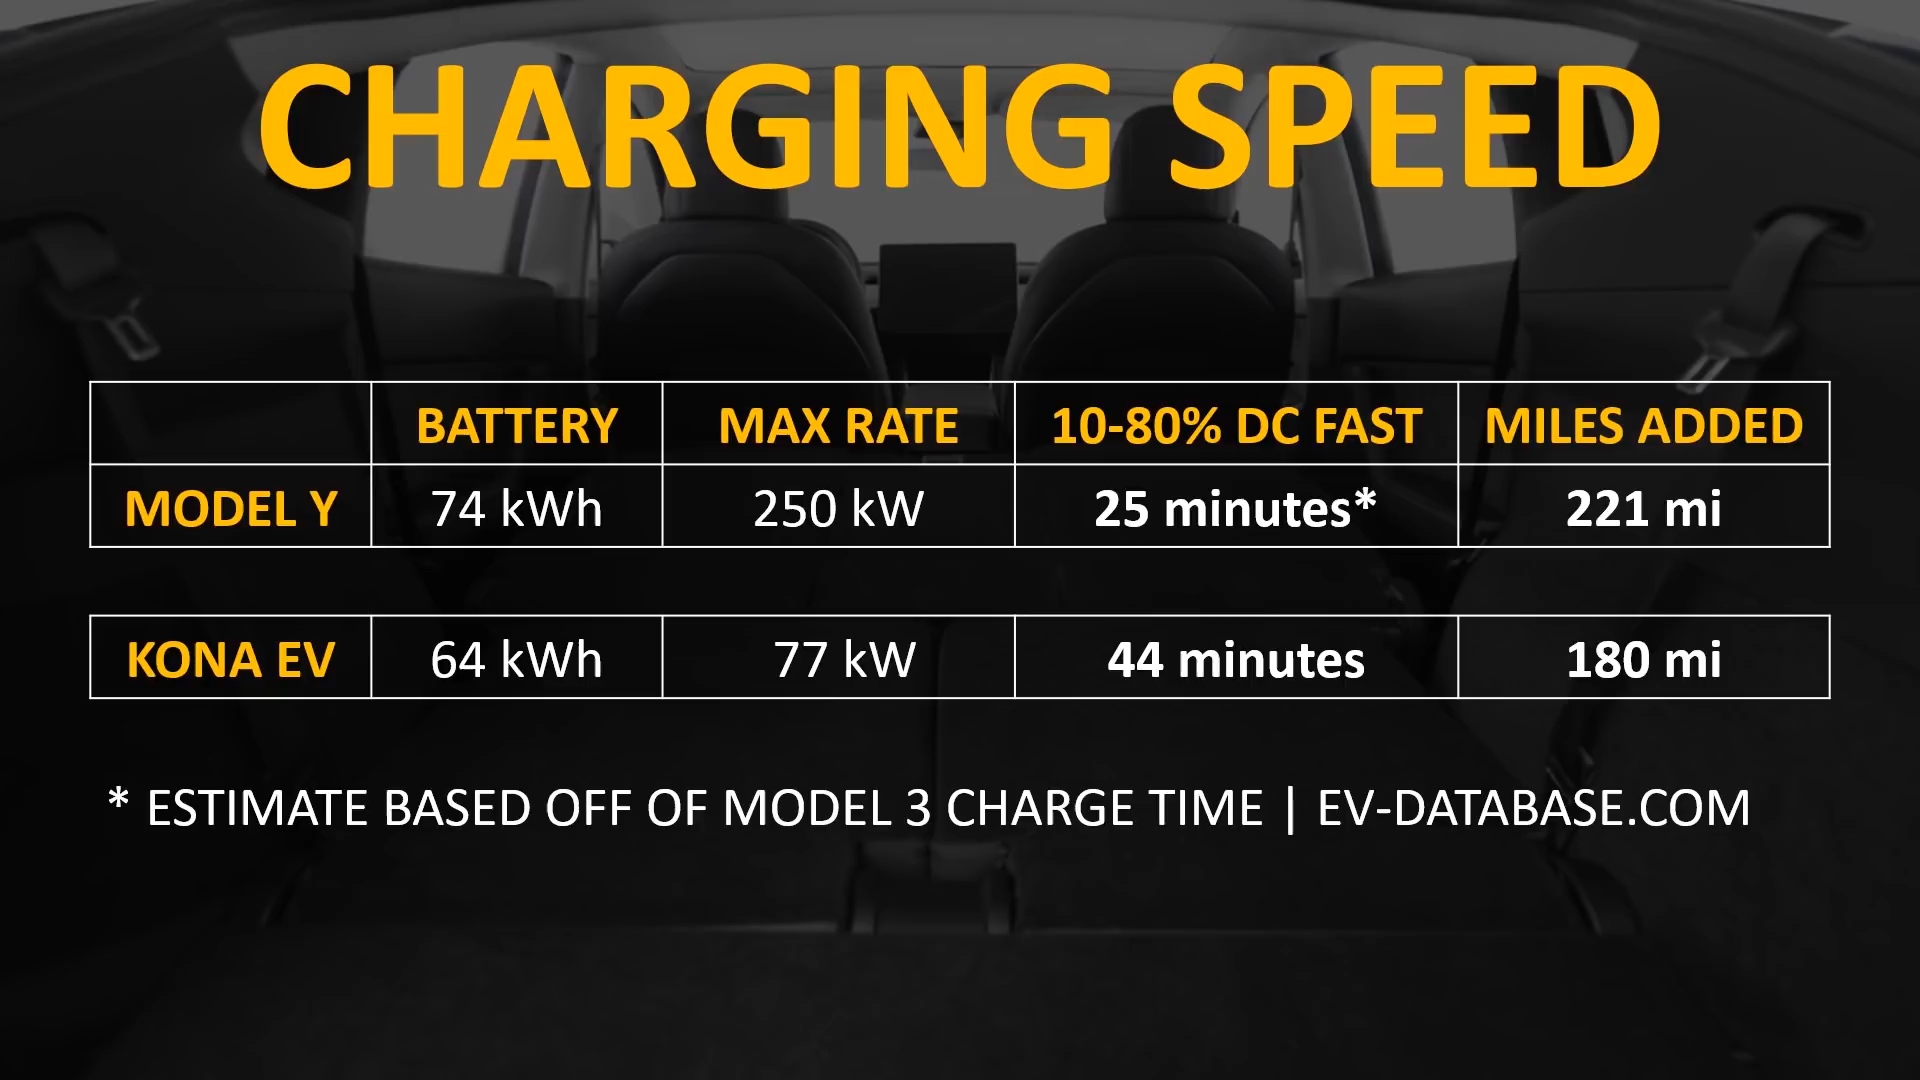 CHARGING SPEED
BATTERY MAX RATE 10-80% DC FAST MILES ADDED
MODEL Y 74 kWh 250 kW 25 minutes* 221 mi
KONA EV 64 kWh 77 kW 44 minutes 180 mi
* ESTIMATE BASED OFF OF MODEL 3 CHARGE TIME | EV-DATABASE.COM